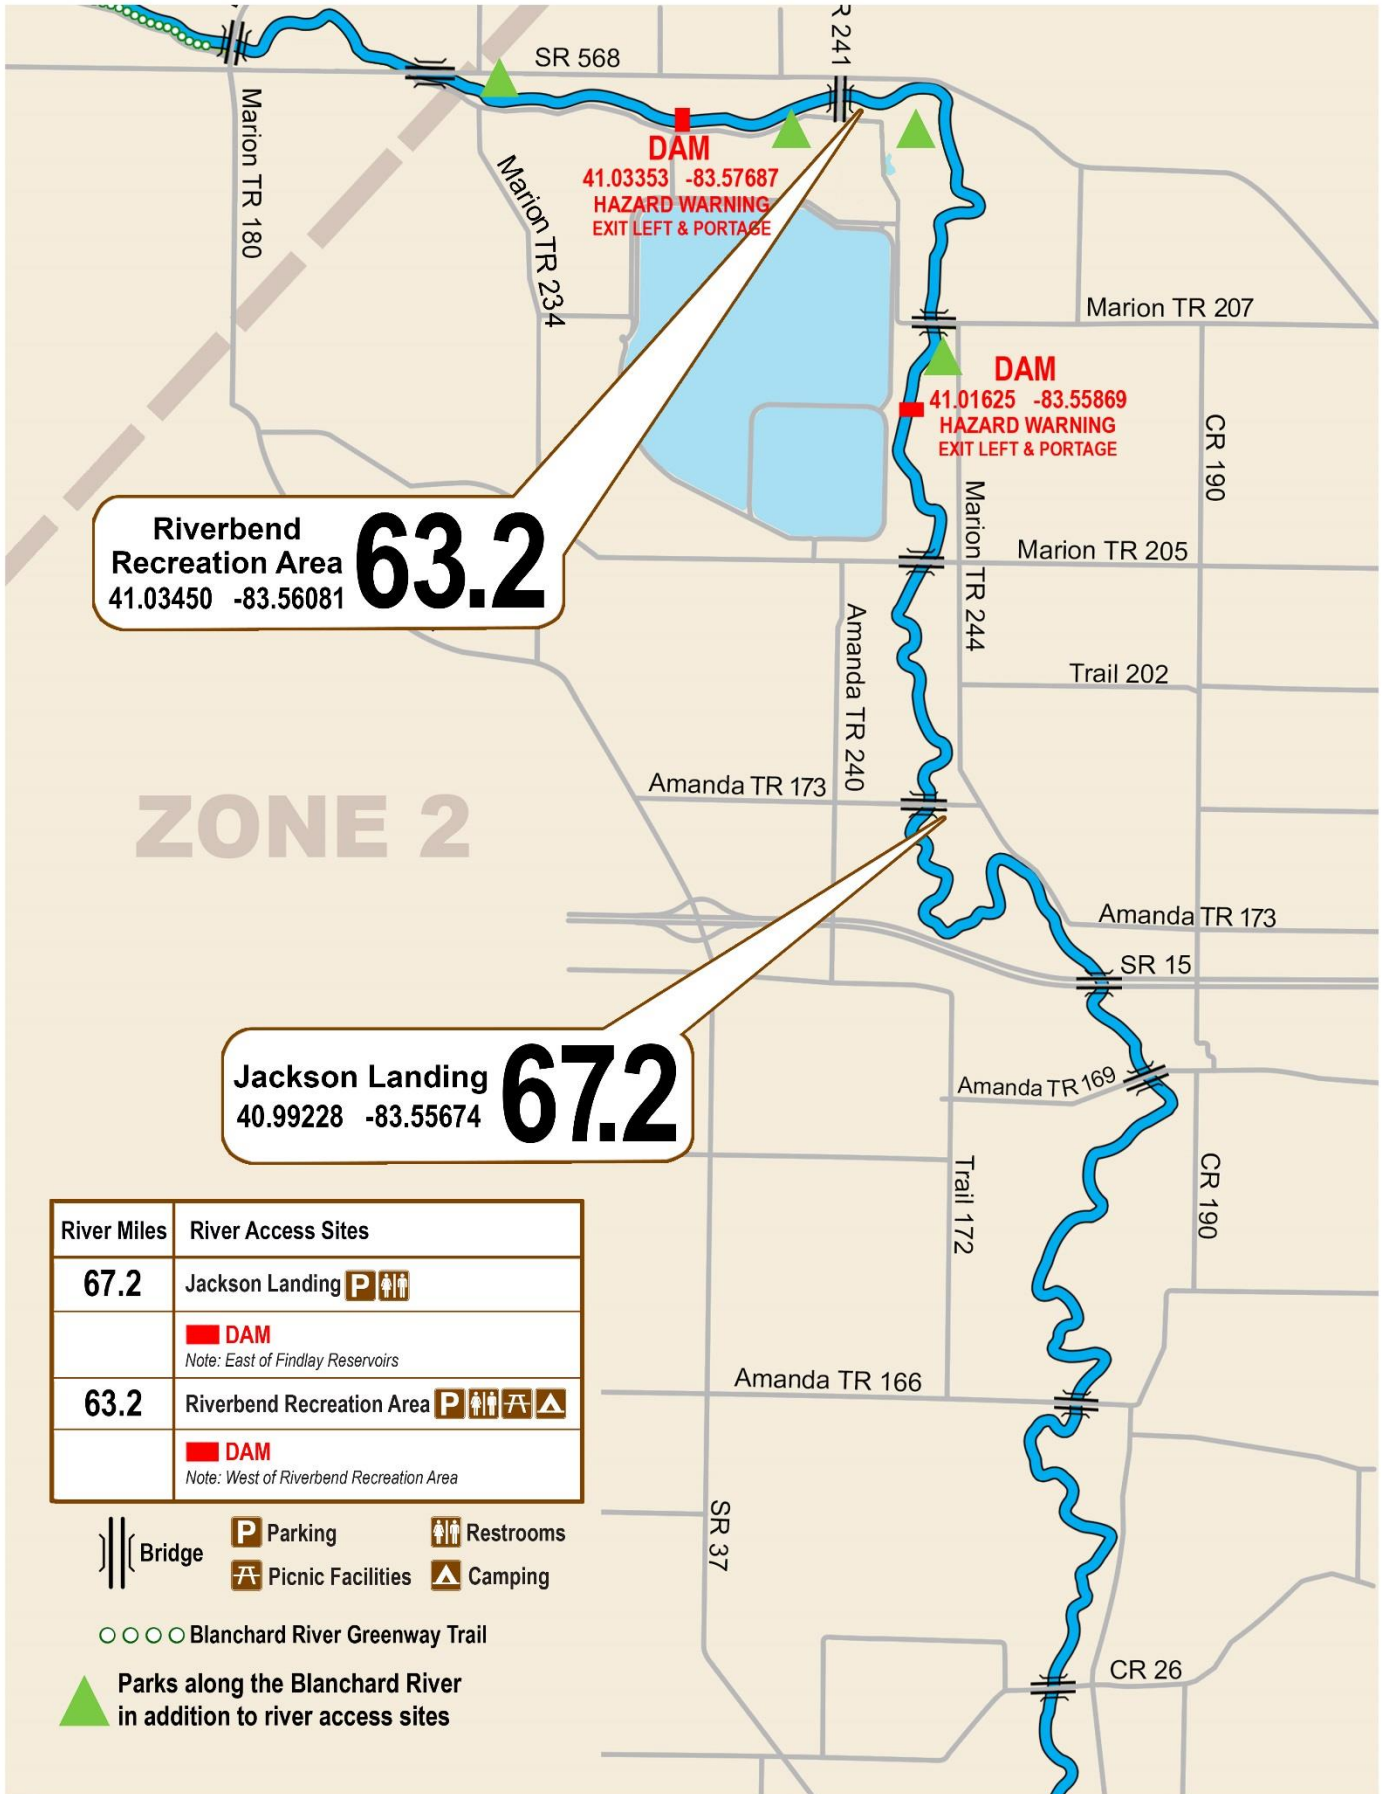 R 241
SR 568
Marion TR 180
Marion TR 234
DAM
41.03353 -83.57687
HAZARD WARNING
EXIT LEFT & PORTAGE
Marion TR 207
DAM
41.01625 -83.55869
HAZARD WARNING
EXIT LEFT & PORTAGE
CR 190
Riverbend
Recreation Area
41.03450 -83.56081
63.2
Marion TR 244
Marion TR 205
Amanda TR 240
Trail 202
Amanda TR 173
ZONE 2
Amanda TR 173
SR 15
Jackson Landing
40.99228 -83.55674
67.2
Amanda TR 169
Trail 172
CR 190
River Miles River Access Sites
67.2 Jackson Landing P
DAM
Note: East of Findlay Reservoirs
63.2 Riverbend Recreation Area P
DAM
Note: West of Riverbend Recreation Area
Amanda TR 166
SR 37
Bridge
P Parking
Restrooms
Picnic Facilities
Camping
Blanchard River Greenway Trail
Parks along the Blanchard River
in addition to river access sites
CR 26